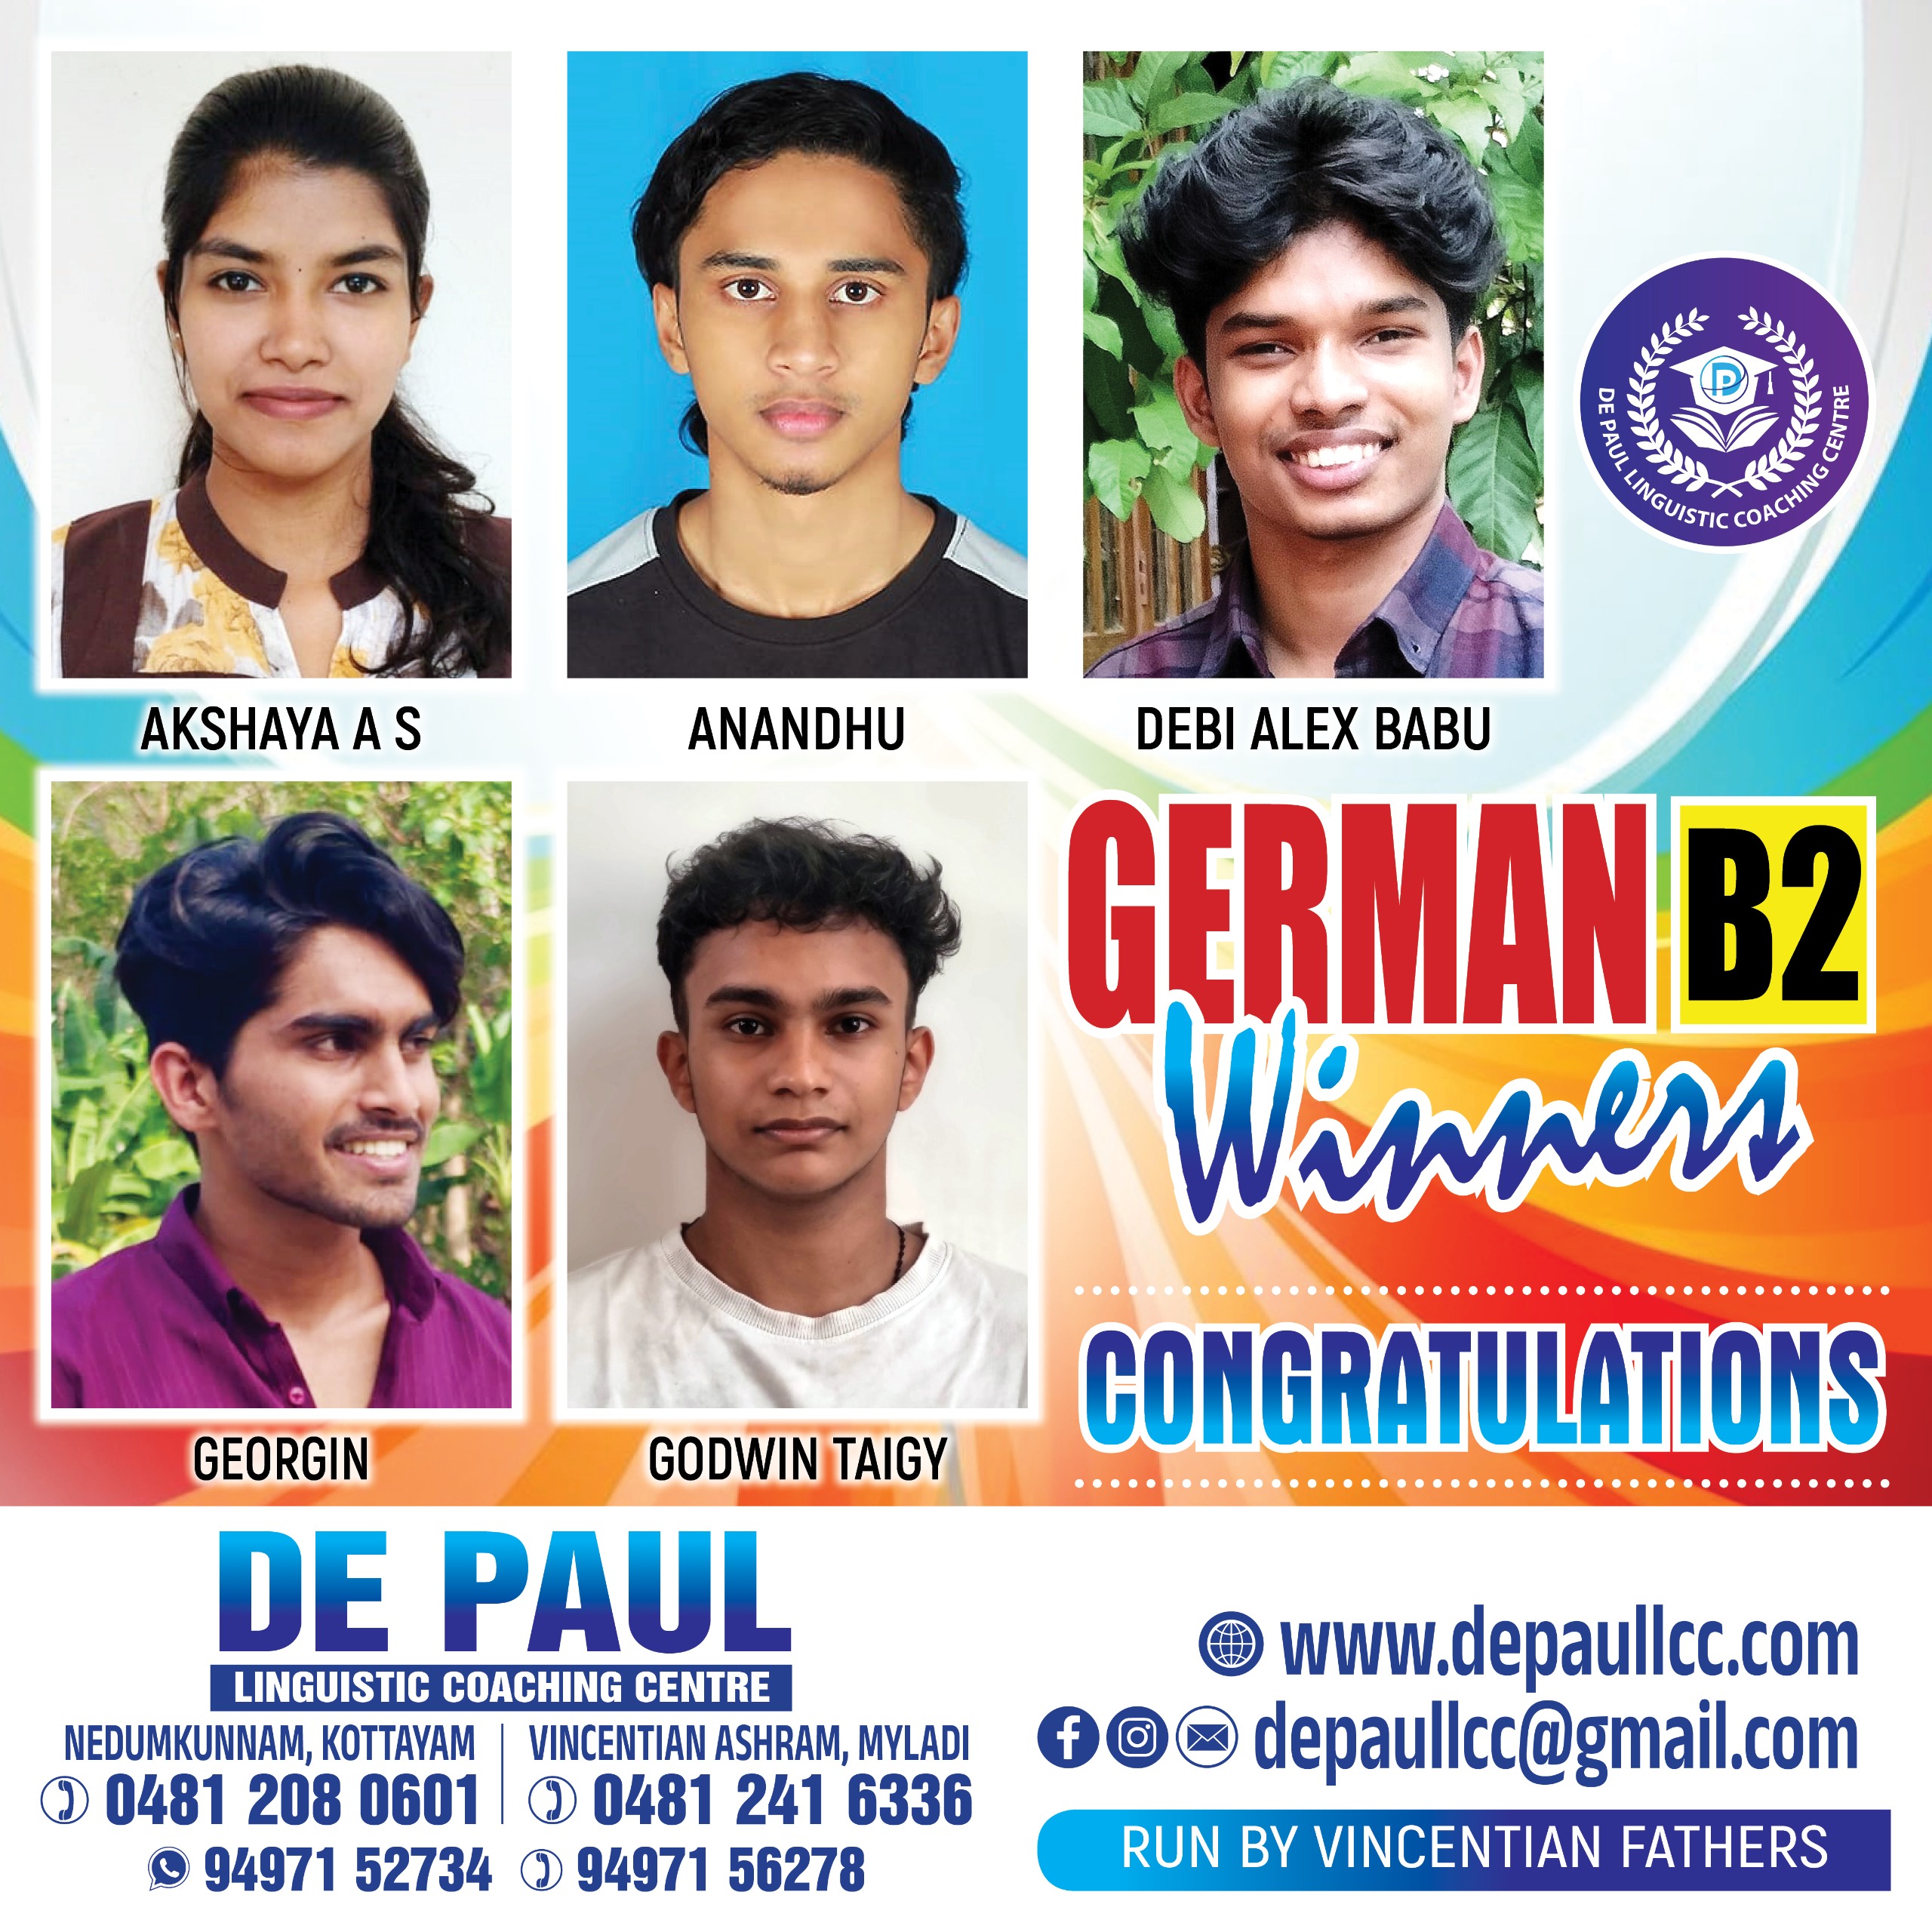 DE PAUL LINGUISTIC COACHING CENTRE
AKSHAYA A S
ANANDHU
DEBI ALEX BABU
GEORGIN
GODWIN TAIGY
GERMAN B2
Winners
CONGRATULATIONS
DE PAUL
LINGUISTIC COACHING CENTRE
NEDUMKUNNAM, KOTTAYAM
0481 208 0601
VINCENTIAN ASHRAM, MYLADI
0481 241 6336
94971 52734
94971 56278
www.depaullcc.com
depaullcc@gmail.com
RUN BY VINCENTIAN FATHERS